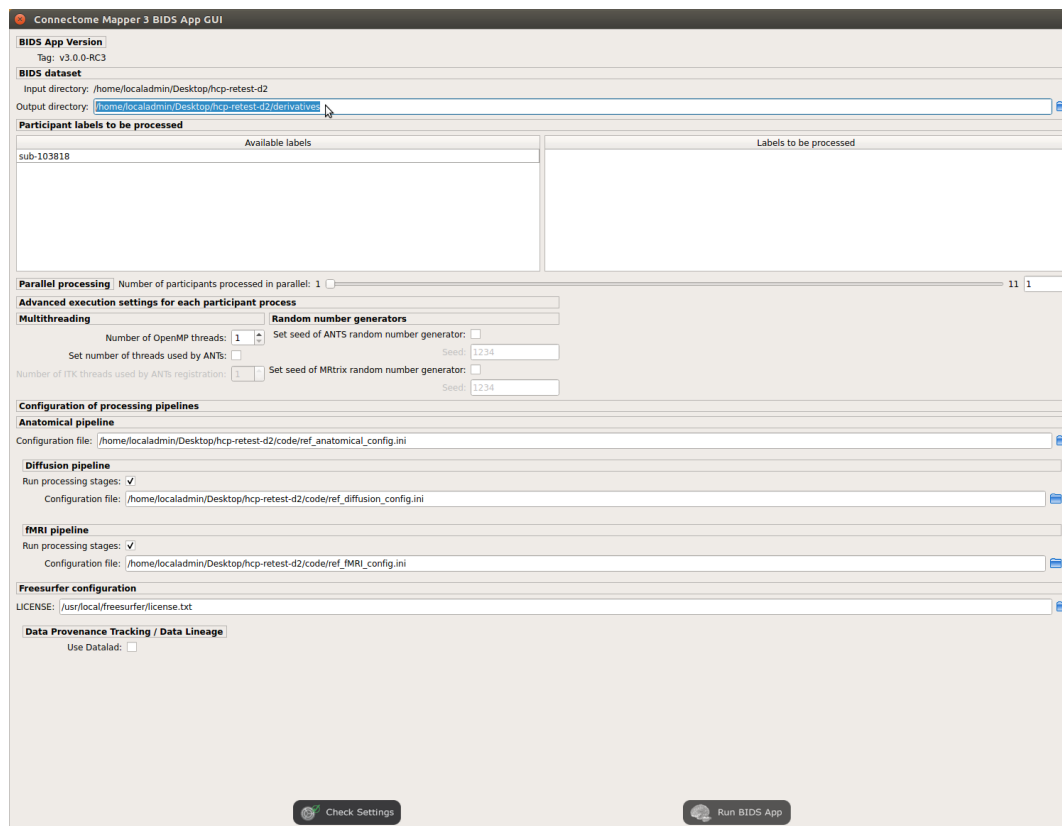 Connectome Mapper 3 BIDS App GUI
BIDS App Version
Tag: v3.0.0-RC3
BIDS dataset
Input directory: /home/localadmin/Desktop/hcp-retest-d2
Output directory: /home/localadmin/Desktop/hcp-retest-d2/derivatives
Participant labels to be processed
Available labels Labels to be processed
sub-103818
Parallel processing Number of participants processed in parallel: 1 11 1
Advanced execution settings for each participant process
Multithreading Random number generators
Number of OpenMP threads: 1 Set seed of ANTS random number generator:
Seed: 1234
Set number of threads used by ANTs:
Number of ITK threads used by ANTs registration: 1 Set seed of MRtrix random number generator:
Seed: 1234
Configuration of processing pipelines
Anatomical pipeline
Configuration file: /home/localadmin/Desktop/hcp-retest-d2/code/ref_anatomical_config.ini
Diffusion pipeline
Run processing stages:
Configuration file: /home/localadmin/Desktop/hcp-retest-d2/code/ref_diffusion_config.ini
fMRI pipeline
Run processing stages:
Configuration file: /home/localadmin/Desktop/hcp-retest-d2/code/ref_fMRI_config.ini
Freesurfer configuration
LICENSE: /usr/local/freesurfer/license.txt
Data Provenance Tracking / Data Lineage
Use Datalad:
Check Settings Run BIDS App